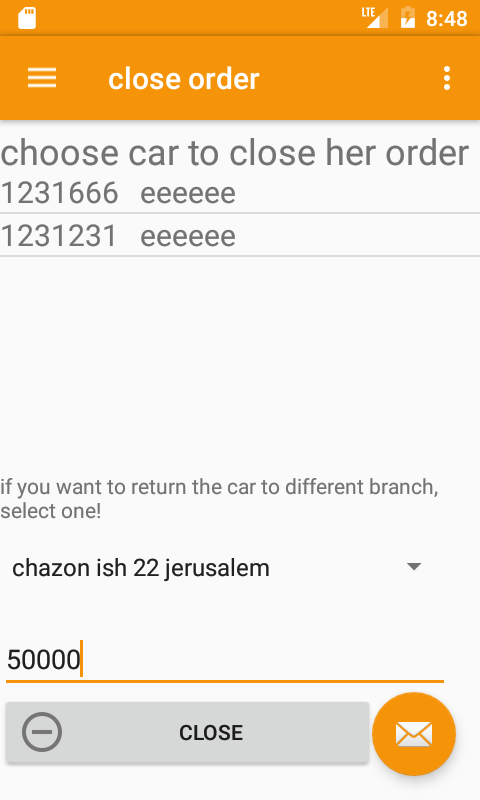 LTE 8:48
close order
choose car to close her order
1231666 eeeeee
1231231 eeeeee
if you want to return the car to different branch,
select one!
chazon ish 22 jerusalem
50000
CLOSE